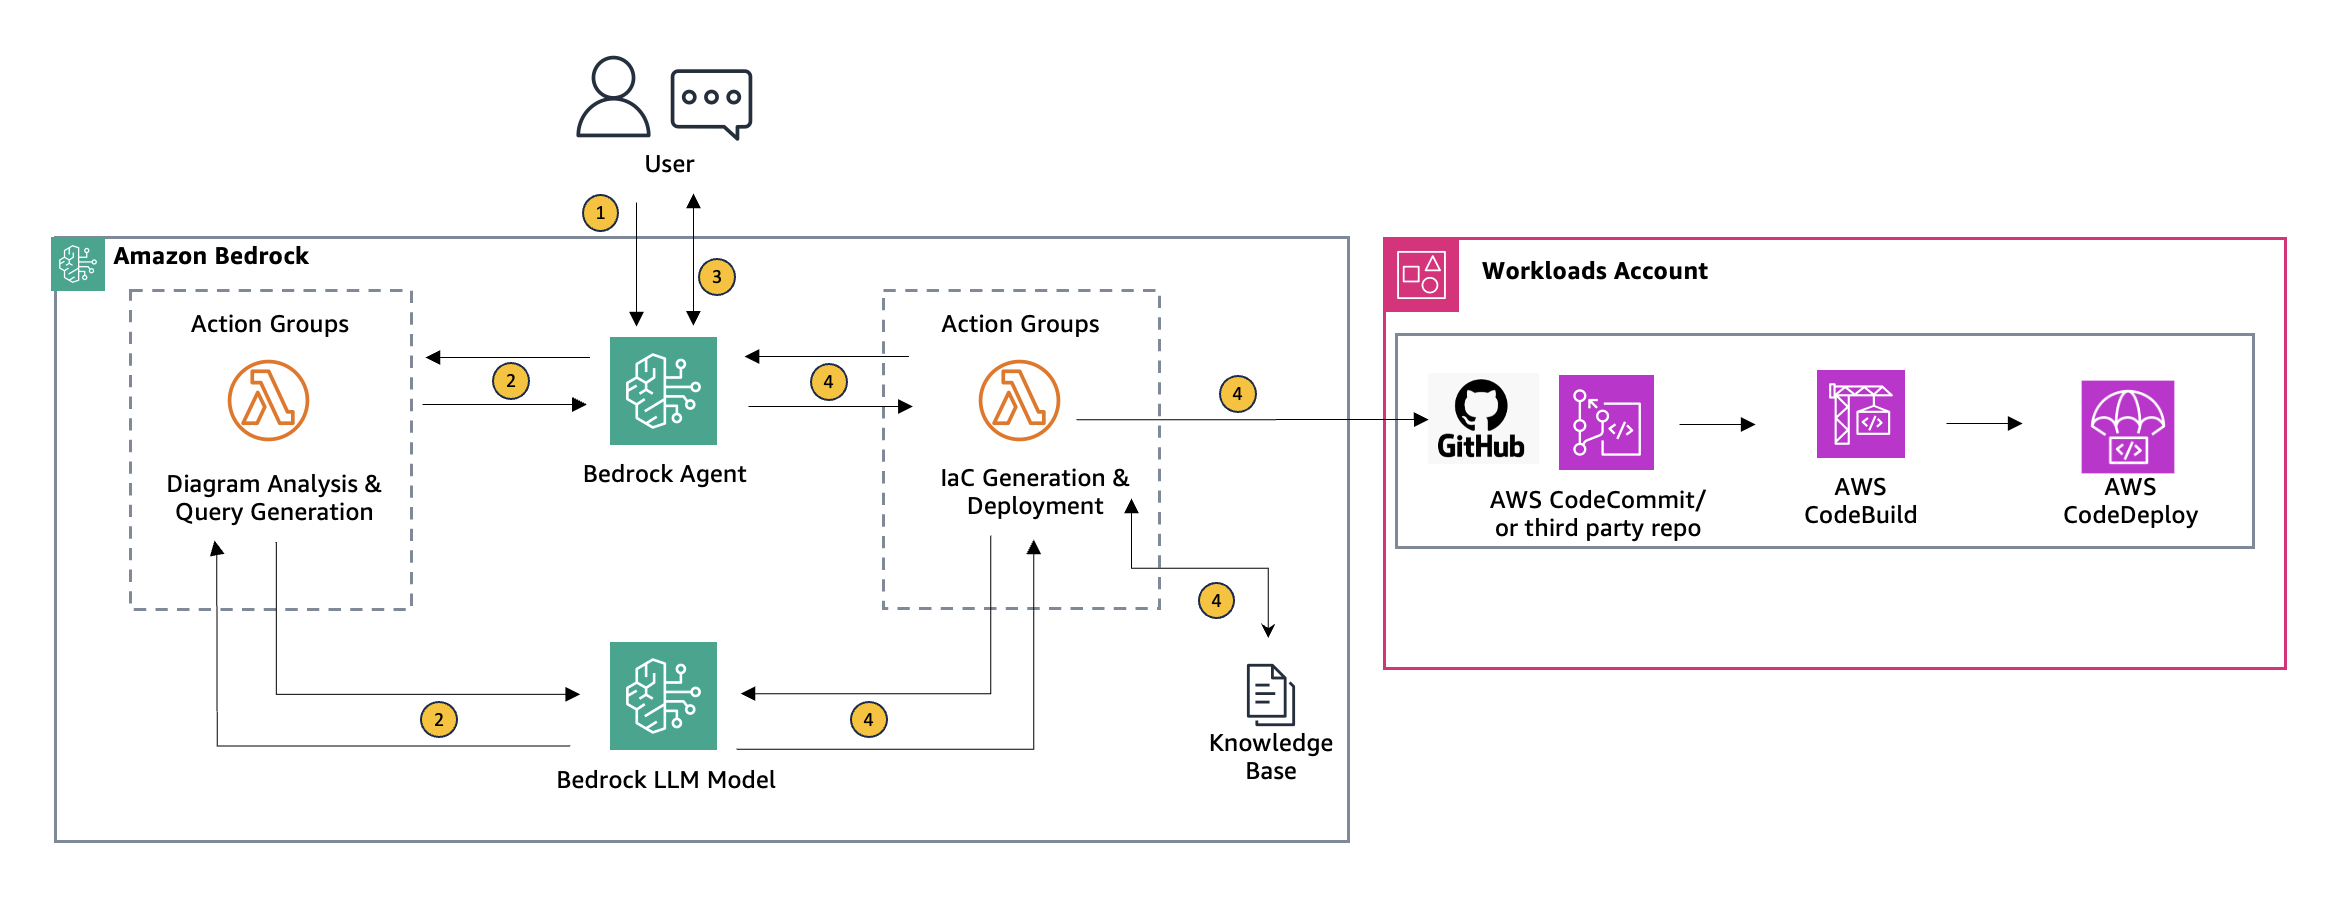 User
1
3
Amazon Bedrock
Action Groups
2
Diagram Analysis &
Query Generation
Bedrock Agent
4
Action Groups
IaC Generation &
Deployment
4
4
2
4
Bedrock LLM Model
Knowledge
Base
Workloads Account
GitHub
AWS CodeCommit/
or third party repo
AWS
CodeBuild
AWS
CodeDeploy